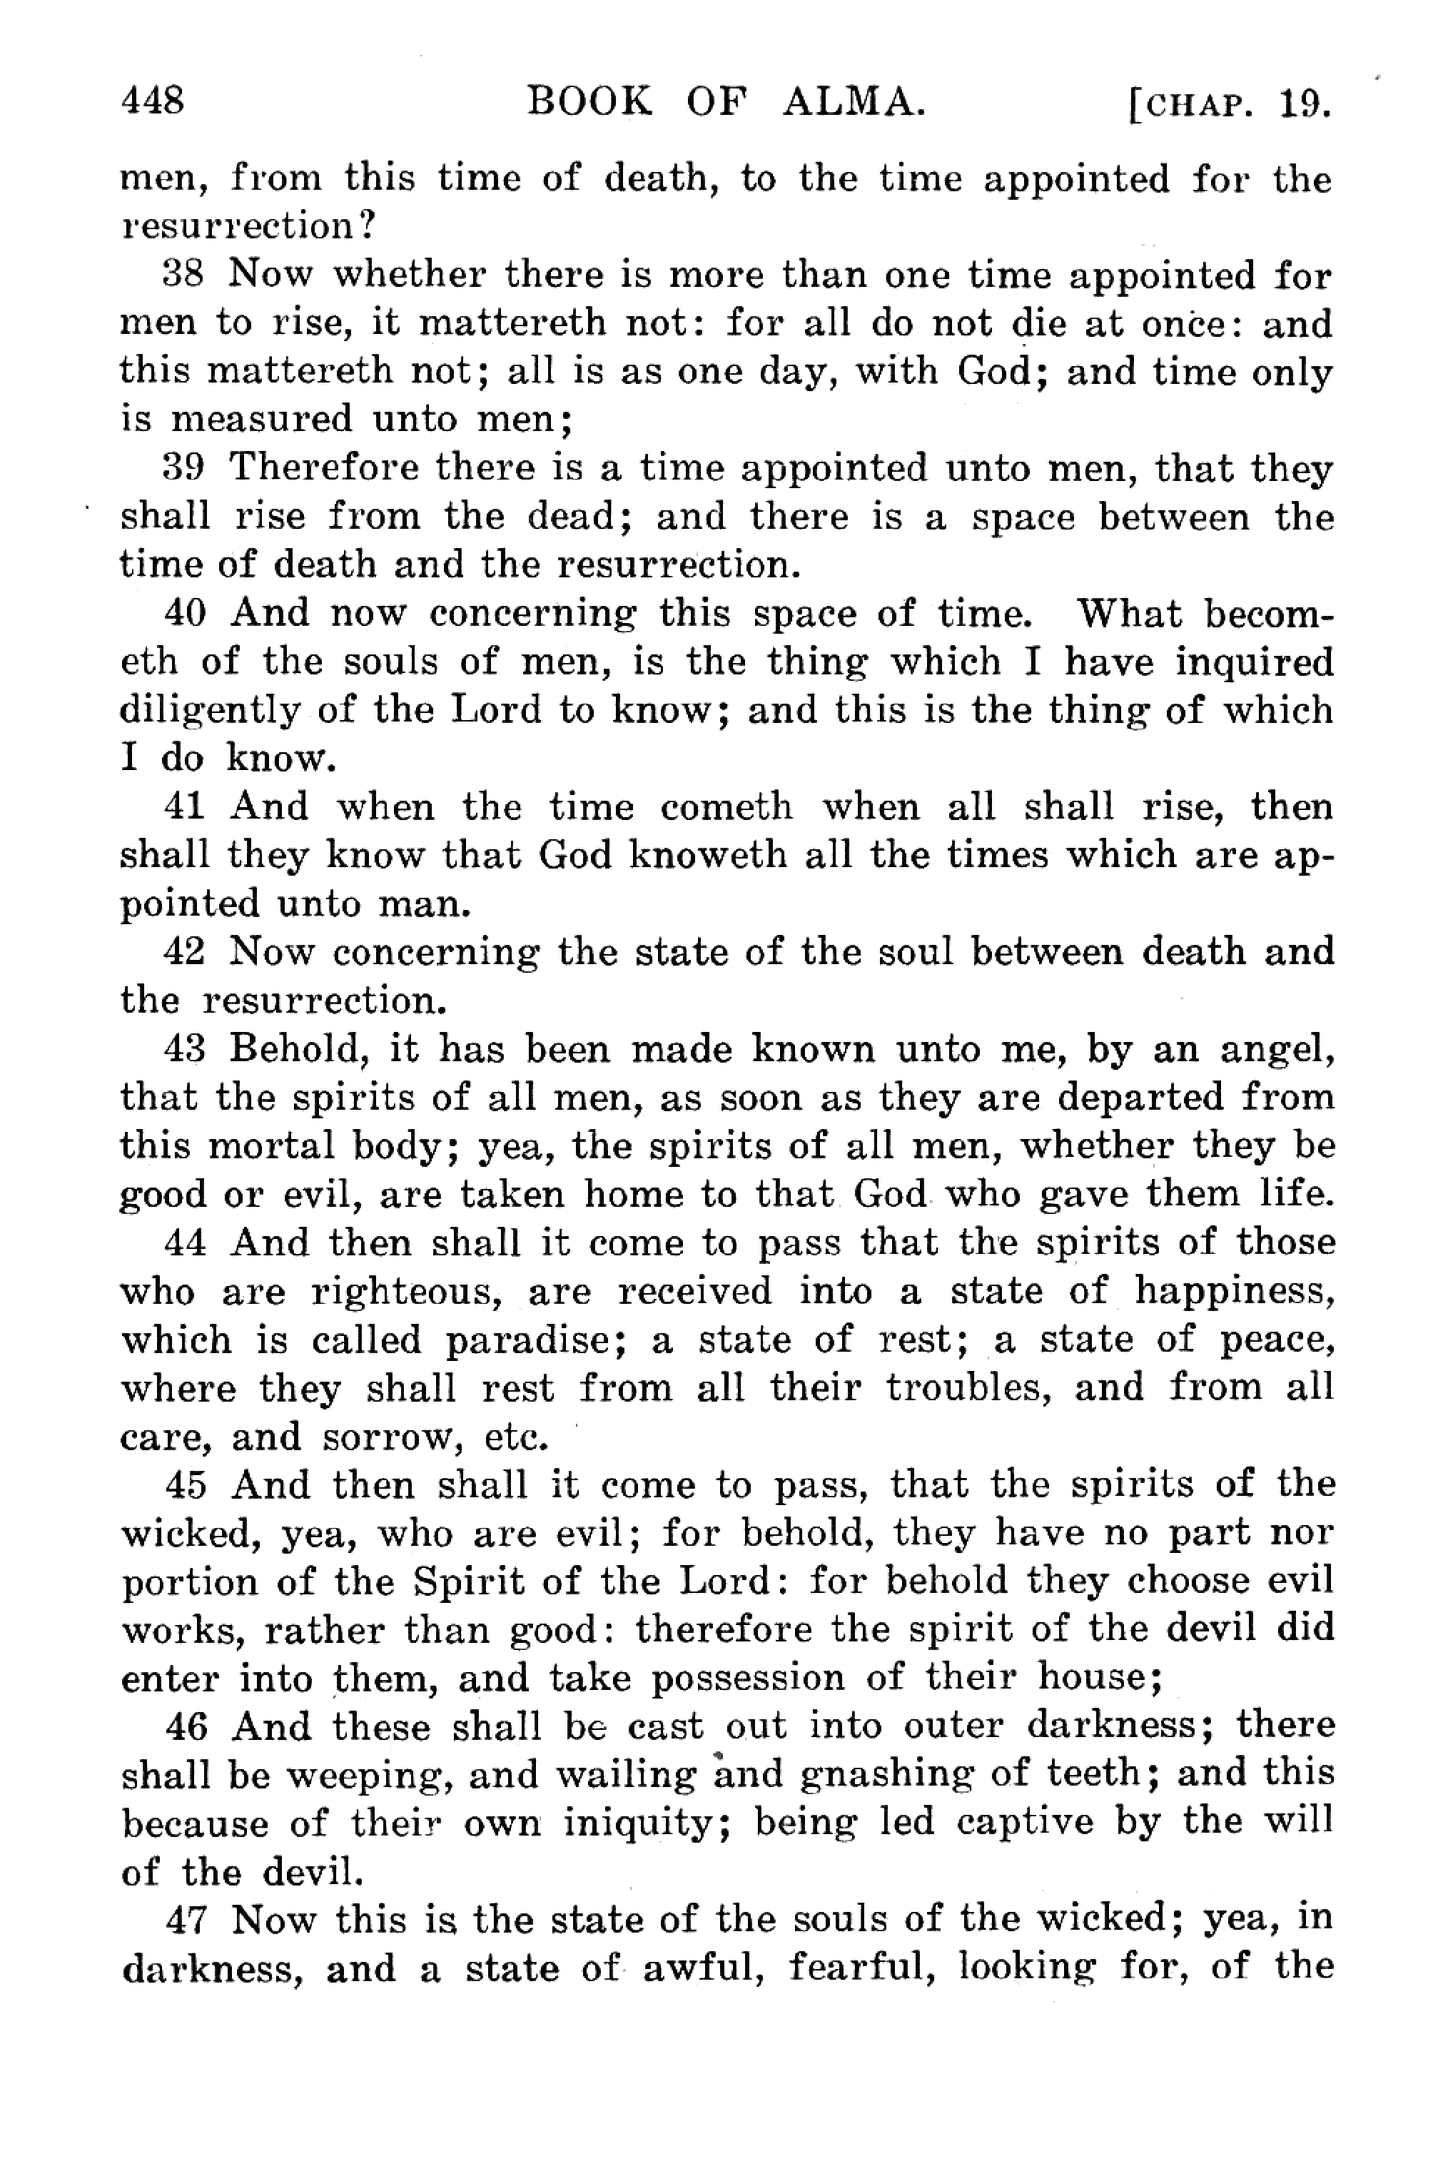 448 BOOK OF ALMA. [CHAP. 19.
men, from this time of death, to the time appointed for the
resurrection?
38 Now whether there is more than one time appointed for
men to rise, it mattereth not: for all do not die at once: and
this mattereth not; all is as one day, with God; and time only
is measured unto men;
39 Therefore there is a time appointed unto men, that they
shall rise from the dead; and there is a space between the
time of death and the resurrection.
40 And now concerning this space of time. What becom-
eth of the souls of men, is the thing which I have inquired
diligently of the Lord to know; and this is the thing of which
I do know.
41 And when the time cometh when all shall rise, then
shall they know that God knoweth all the times which are ap-
pointed unto man.
42 Now concerning the state of the soul between death and
the resurrection.
43 Behold, it has been made known unto me, by an angel,
that the spirits of all men, as soon as they are departed from
this mortal body; yea, the spirits of all men, whether they be
good or evil, are taken home to that God who gave them life.
44 And then shall it come to pass that the spirits of those
who are righteous, are received into a state of happiness,
which is called paradise; a state of rest; a state of peace,
where they shall rest from all their troubles, and from all
care, and sorrow, etc.
45 And then shall it come to pass, that the spirits of the
wicked, yea, who are evil; for behold, they have no part nor
portion of the Spirit of the Lord: for behold they choose evil
works, rather than good: therefore the spirit of the devil did
enter into them, and take possession of their house;
46 And these shall be cast out into outer darkness; there
shall be weeping, and wailing and gnashing of teeth; and this
because of their own iniquity; being led captive by the will
of the devil.
47 Now this is the state of the souls of the wicked; yea, in
darkness, and a state of awful, fearful, looking for, of the